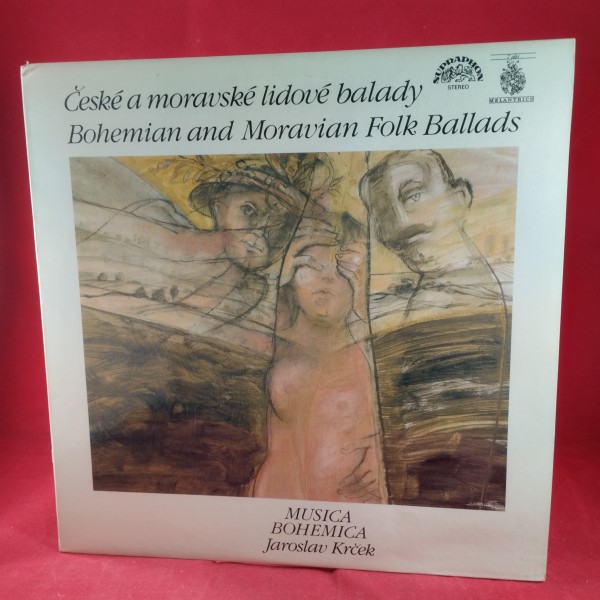 SUPRAPHON
STEREO
MELANTRICH
České a moravské lidové balady
Bohemian and Moravian Folk Ballads
MUSICA
BOHEMICA
Jaroslav Krček